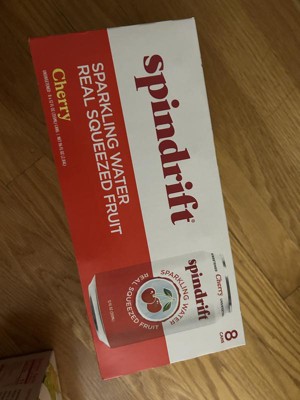 spindrift®
SPARKLING WATER
REAL SQUEEZED FRUIT
Cherry
8
CANS
spindrift
Cherry
SPARKLING WATER
REAL SQUEEZED FRUIT